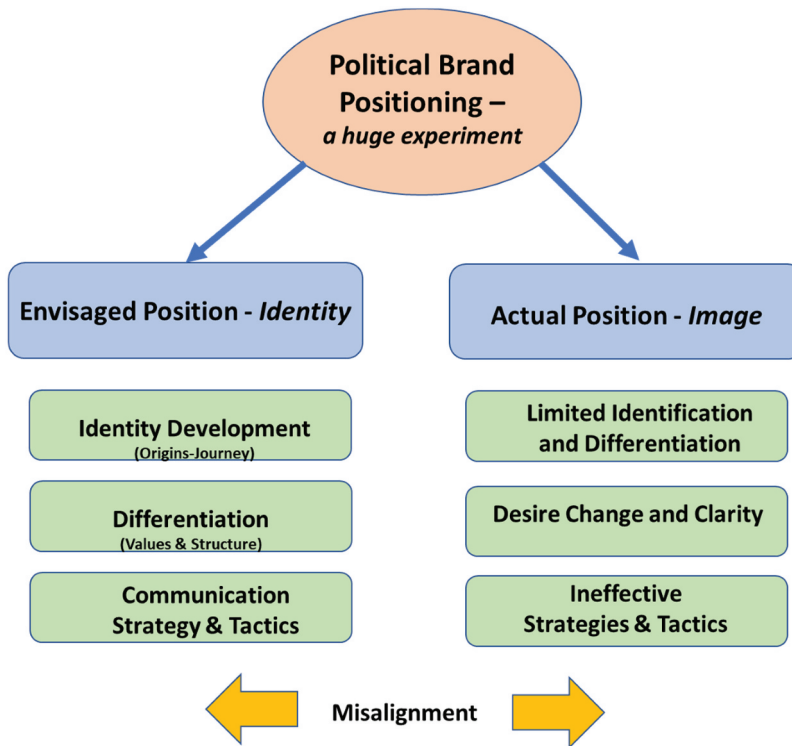 Political Brand
Positioning –
a huge experiment
Envisaged Position - Identity
Actual Position - Image
Identity Development
(Origins-Journey)
Differentiation
(Values & Structure)
Communication
Strategy & Tactics
Limited Identification
and Differentiation
Desire Change and Clarity
Ineffective
Strategies & Tactics
Misalignment